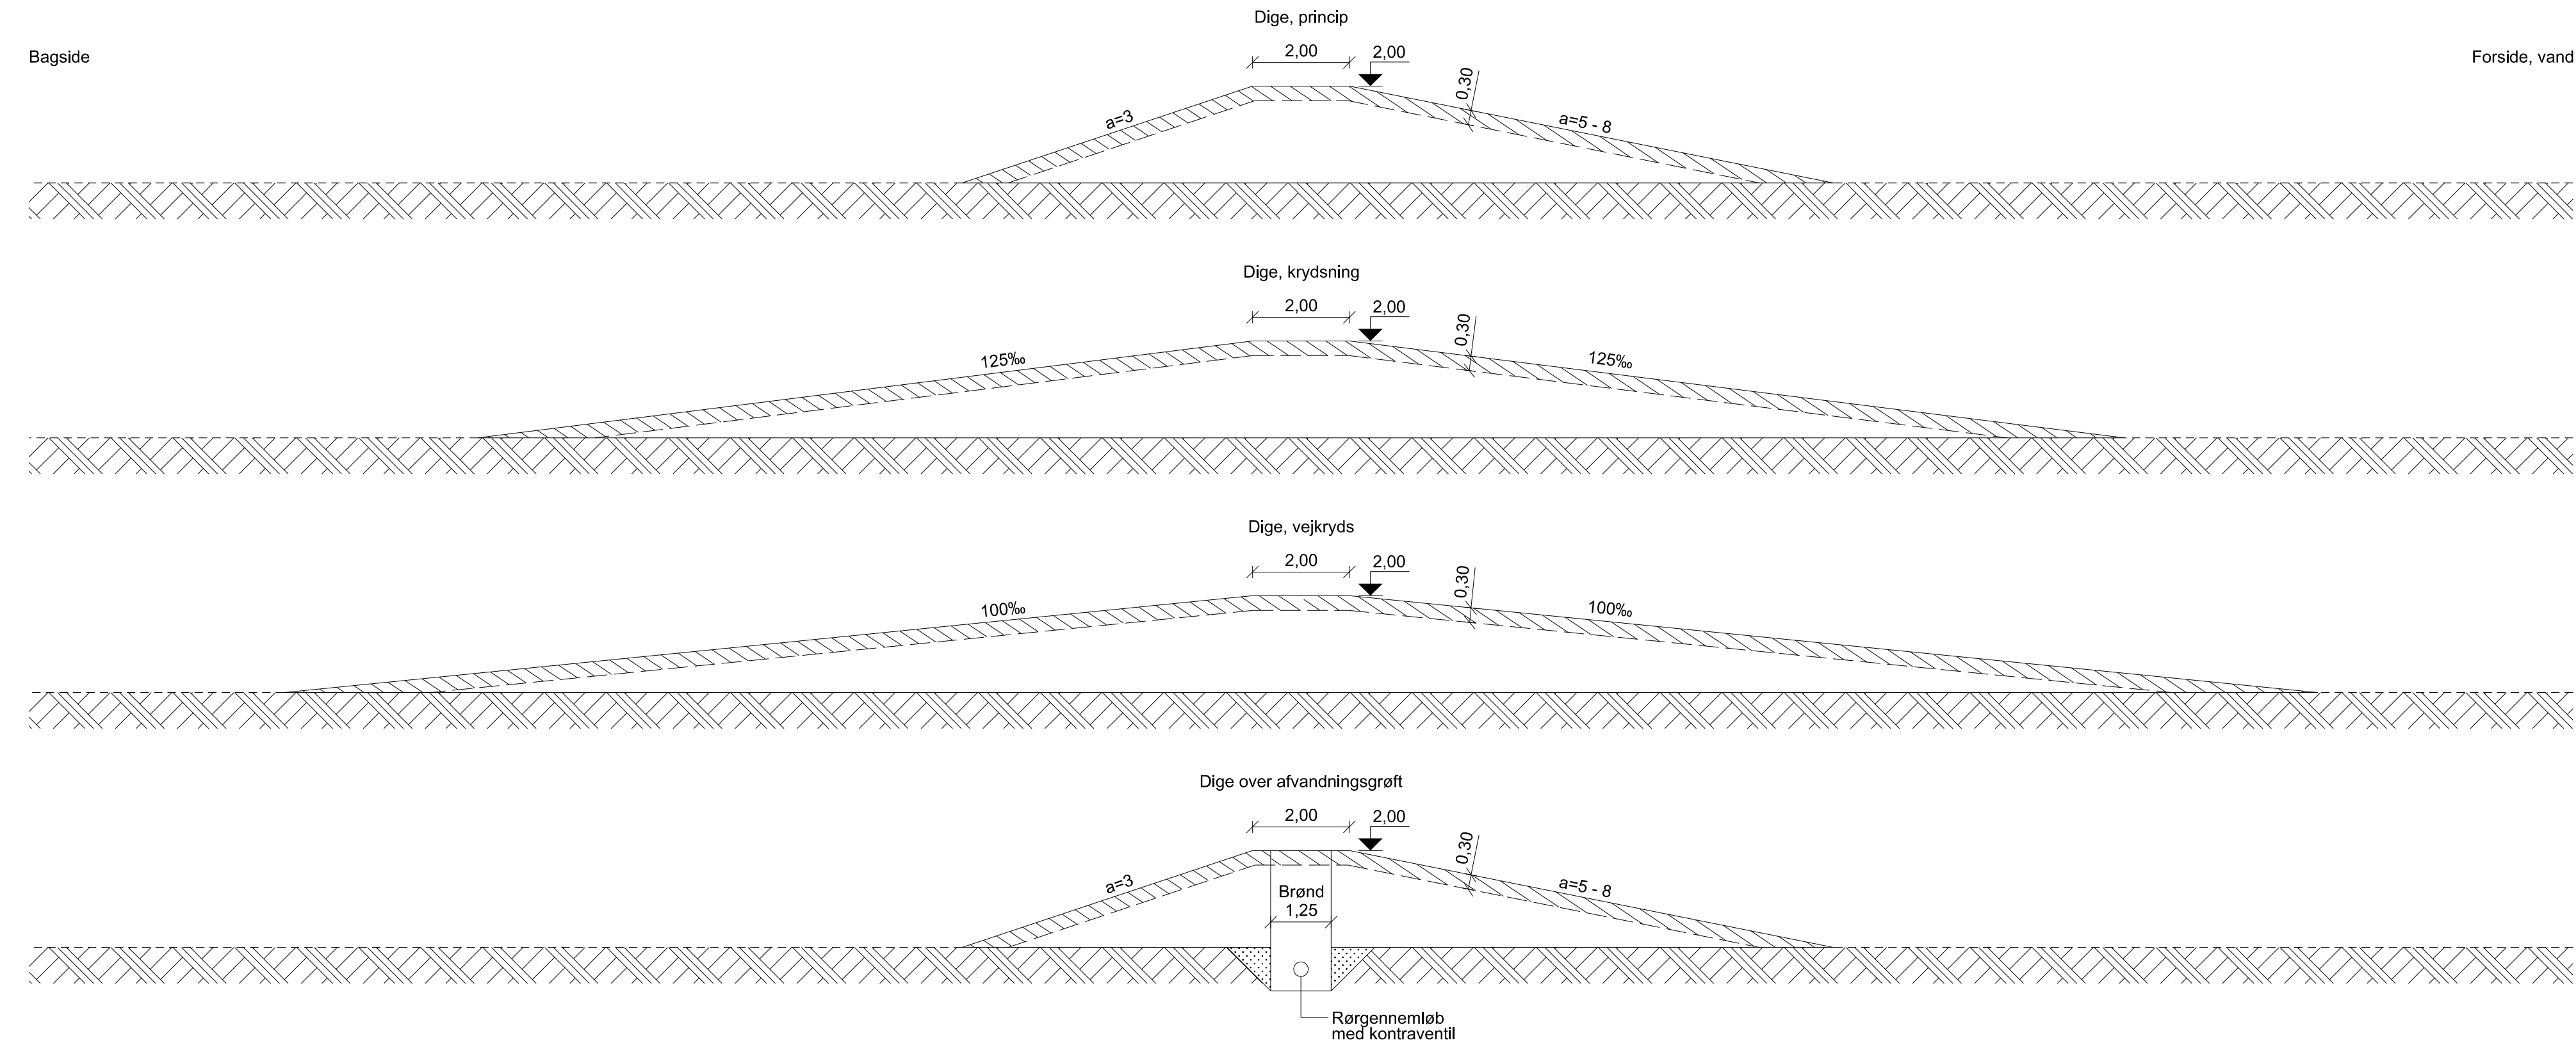 Dige, princip
Bagside
Forside, vand
2,00
2,00
0,30
a=3
a=5 - 8
Dige, krydsning
2,00
2,00
0,30
125‰
125‰
Dige, vejkryds
2,00
2,00
0,30
100‰
100‰
Dige over afvandningsgrøft
2,00
2,00
0,30
a=3
a=5 - 8
Brønd
1,25
Rørgennemløb
med kontraventil